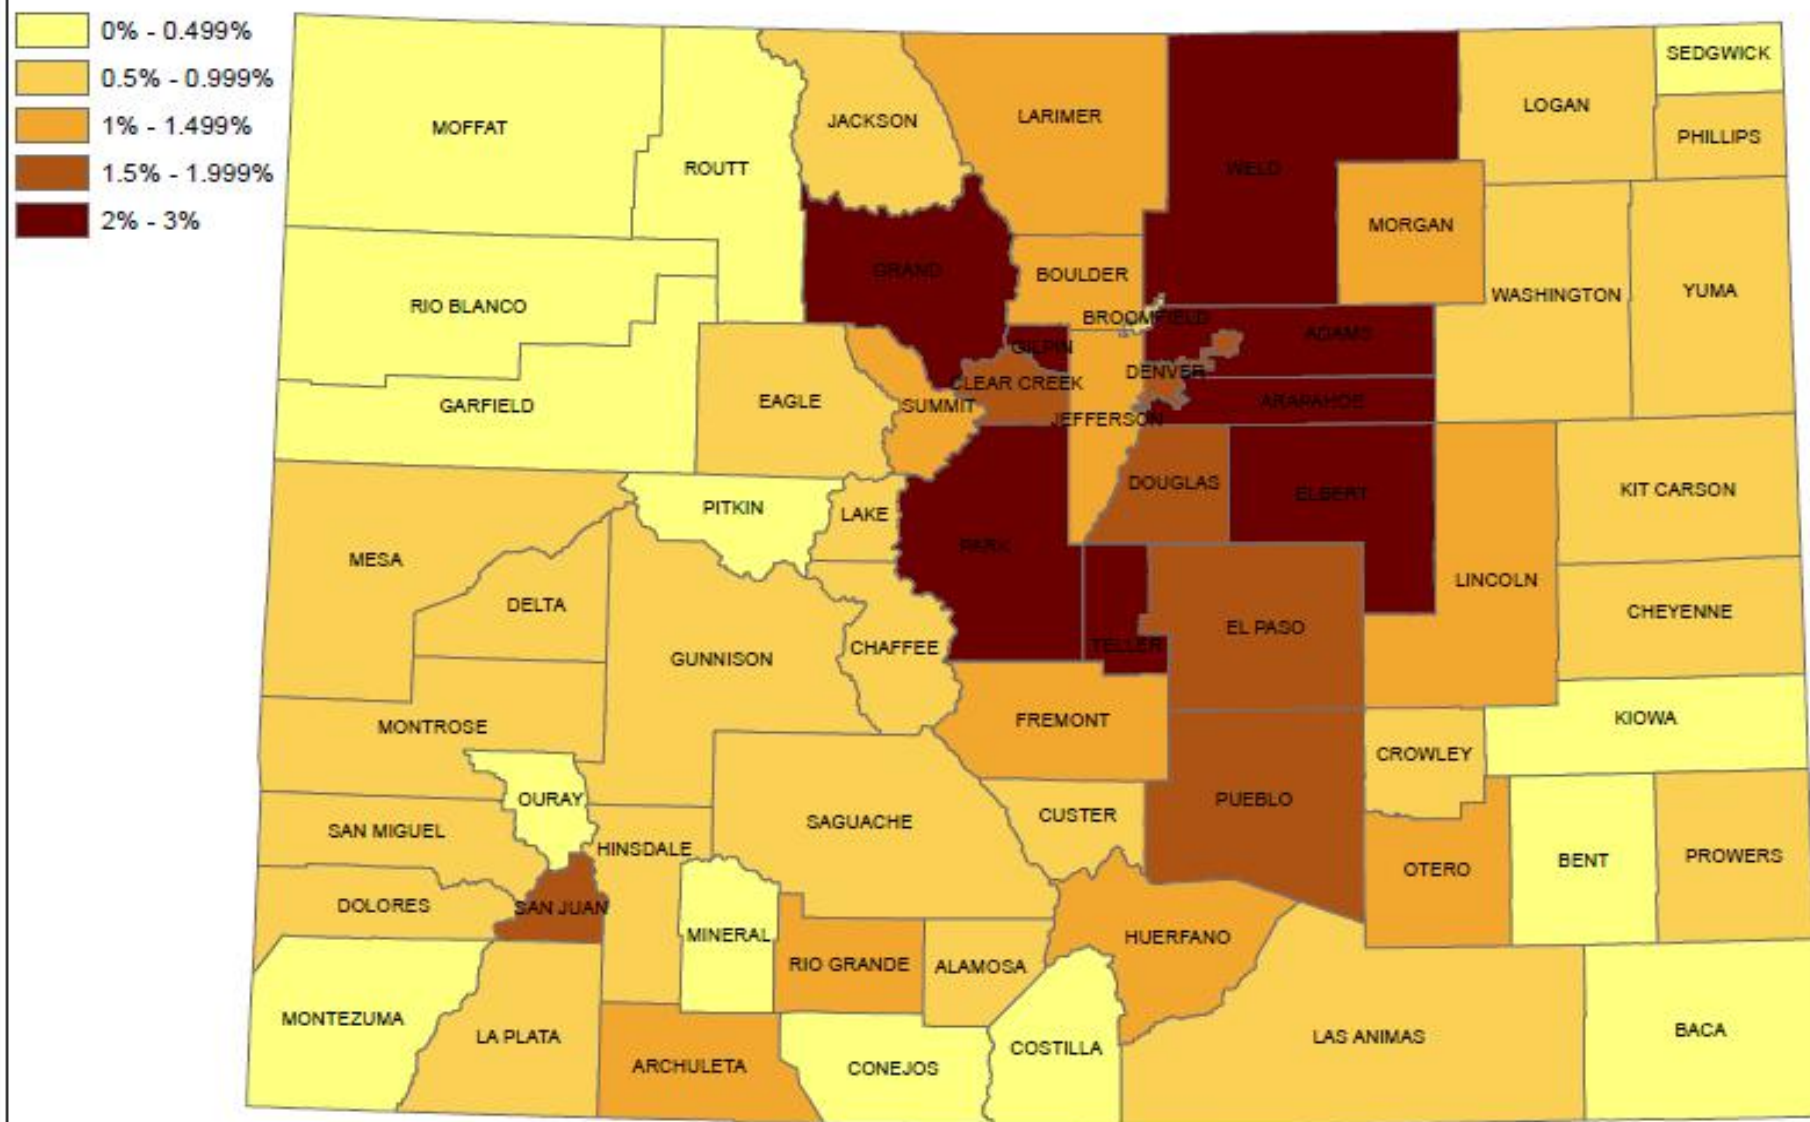 0% - 0.499%
0.5% - 0.999%
1% - 1.499%
1.5% - 1.999%
2% - 3%
SEDGWICK
LOGAN
PHILLIPS
MOFFAT
JACKSON
LARIMER
ROUTT
WELD
MORGAN
GRAND
BOULDER
RIO BLANCO
WASHINGTON
YUMA
BROOMFIELD
ADAMS
GILPIN
DENVER
CLEAR CREEK
GARFIELD
EAGLE
SUMMIT
ARAPAHOE
JEFFERSON
PITKIN
LAKE
DOUGLAS
ELBERT
KIT CARSON
MESA
PARK
LINCOLN
DELTA
CHEYENNE
EL PASO
GUNNISON
CHAFFEE
TELLER
MONTROSE
FREMONT
KIOWA
CROWLEY
OURAY
PUEBLO
SAN MIGUEL
SAGUACHE
CUSTER
HINSDALE
BENT
PROWERS
OTERO
DOLORES
SAN JUAN
MINERAL
HUERFANO
RIO GRANDE
ALAMOSA
MONTEZUMA
LA PLATA
COSTILLA
LAS ANIMAS
BACA
ARCHULETA
CONEJOS